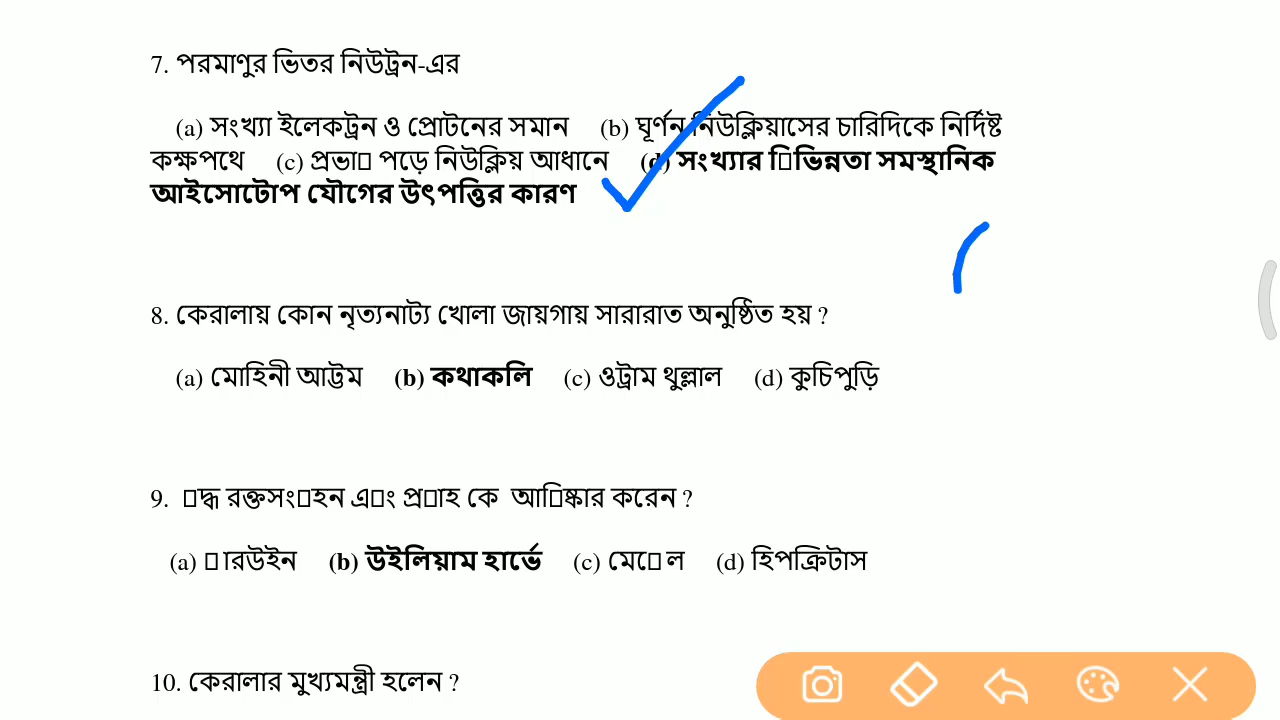 7. পরমাণুর ভিতর নিউট্রন-এর
(a) সংখ্যা ইলেকট্রন ও প্রোটনের সমান (b) ঘূর্ণন নিউক্লিয়াসের চারিদিকে নির্দিষ্ট
কক্ষপথে (c) প্রভা□ পড়ে নিউক্লিয় আধানে (d) সংখ্যার □িভিন্নতা সমস্থানিক
আইসোটোপ যৌগের উৎপত্তির কারণ
8. কেরালায় কোন নৃত্যনাট্য খোলা জায়গায় সারারাত অনুষ্ঠিত হয় ?
(a) মোহিনী আট্টম (b) কথাকলি (c) ওট্রাম থুল্লাল (d) কুচিপুড়ি
9. □দ্ধ রক্তসং□হন এ□ং প্র□াহ কে আ□িষ্কার করেন ?
(a) □ারউইন (b) উইলিয়াম হার্ভে (c) মে□েল (d) হিপক্রিটাস
10. কেরালার মুখ্যমন্ত্রী হলেন ?